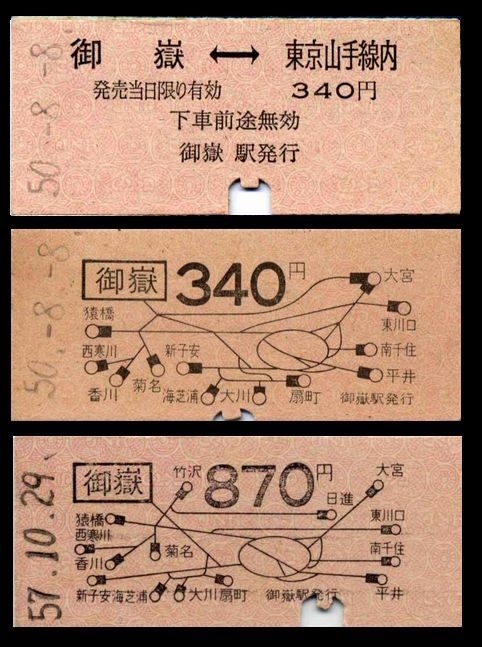 50.-8.-8.
御嶽 ⟷ 東京山手線内
発売当日限り有効 340円
下車前途無効
御嶽 駅発行
50.-8.-8.
御嶽 340円
大宮
猿橋
東川口
西寒川 新子安 南千住
香川 菊名 海芝浦 大川 扇町 平井
御嶽駅発行
57.10.29.
御嶽 竹沢 870円 大宮
日進
猿橋 東川口
西寒川
菊名 南千住
香川
新子安 海芝浦 大川 扇町 御嶽駅発行 平井